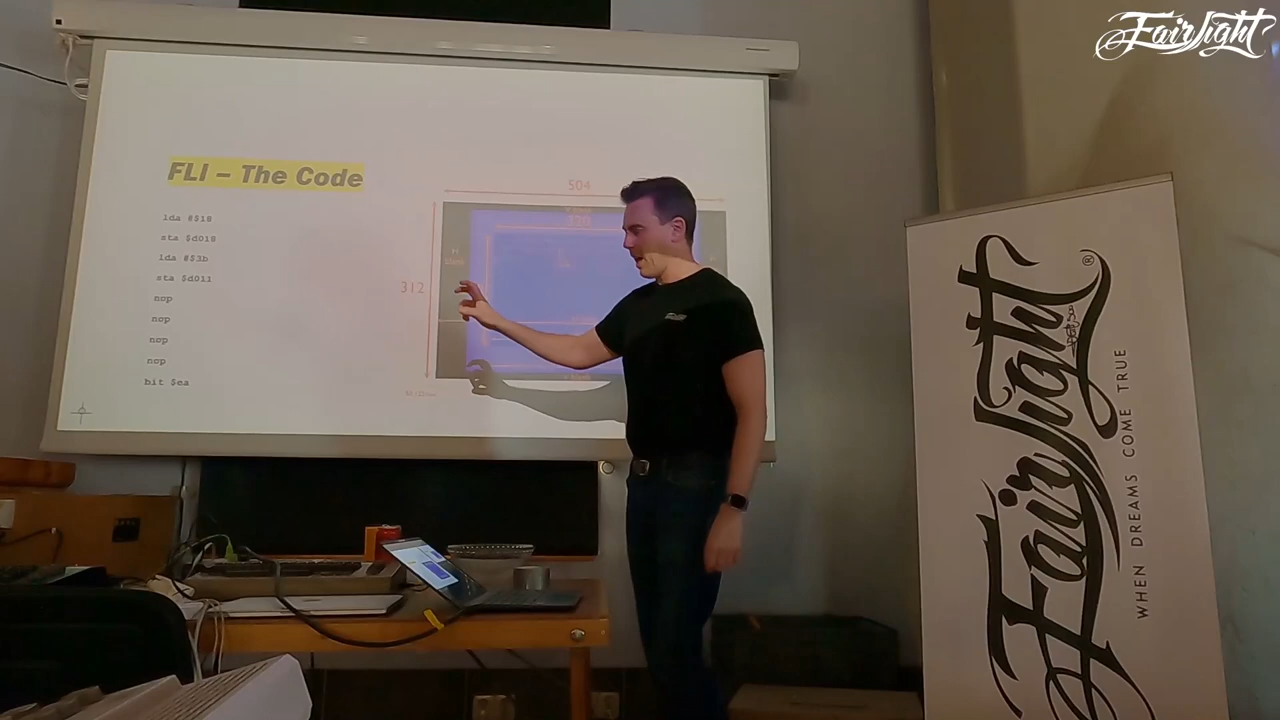 Fairlight
FLI – The Code
lda #$18
sta $d018
lda #$3b
sta $d011
nop
nop
nop
nop
bit $ea
504
312
Fairlight
®
WHEN DREAMS COME TRUE